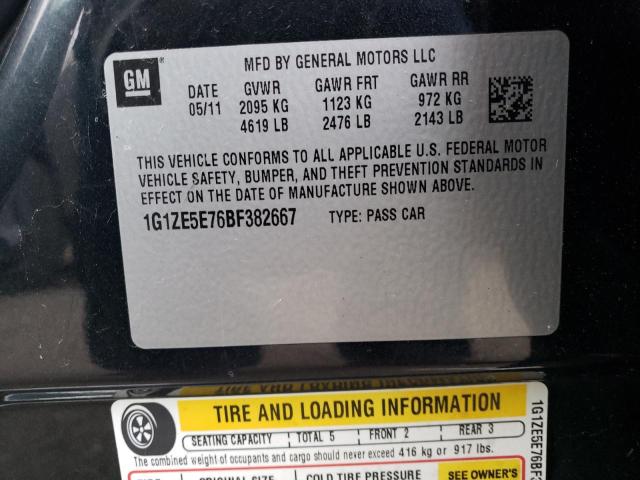 GM
MFD BY GENERAL MOTORS LLC
DATE GVWR GAWR FRT GAWR RR
05/11 2095 KG 1123 KG 972 KG
4619 LB 2476 LB 2143 LB
THIS VEHICLE CONFORMS TO ALL APPLICABLE U.S. FEDERAL MOTOR
VEHICLE SAFETY, BUMPER, AND THEFT PREVENTION STANDARDS IN
EFFECT ON THE DATE OF MANUFACTURE SHOWN ABOVE.
1G1ZE5E76BF382667 TYPE: PASS CAR
TIRE AND LOADING INFORMATION
SEATING CAPACITY TOTAL 5 FRONT 2 REAR 3
The combined weight of occupants and cargo should never exceed 416 kg or 917 lbs.
TIRE ORIGINAL SIZE COLD TIRE PRESSURE SEE OWNER'S
1G1ZE5E76BF3